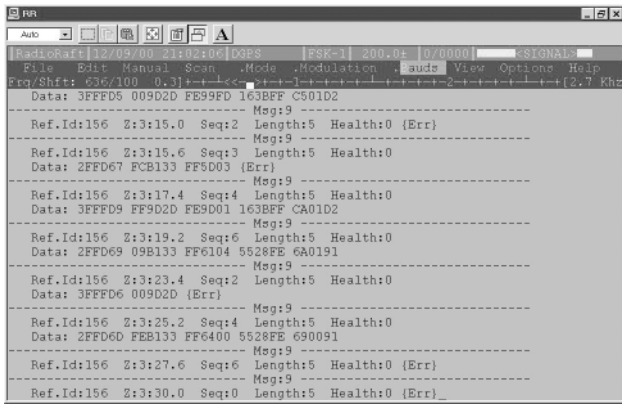 RR
Auto
A
RadioRaft 12/09/00 21:02:06 DGPS FSK-1 200.0± 0/0000 <SIGNAL>
File Edit Manual Scan .Mode .Modulation .auds View Options Help
Frq/Shft: 636/100 0.3]+-+-<<-->+-+-1-+-+-+-+-+-+-+-+-2-+-+-+-+-+-+-+[2.7 Khz
Data: 3FFFD5 009D2D FE99FD 163BFF C501D2
--- Msg:9 ---
Ref.Id:156 Z:3:15.0 Seq:2 Length:5 Health:0 {Err}
--- Msg:9 ---
Ref.Id:156 Z:3:15.6 Seq:3 Length:5 Health:0
Data: 2FFD67 FCB133 FF5D03 {Err}
--- Msg:9 ---
Ref.Id:156 Z:3:17.4 Seq:4 Length:5 Health:0
Data: 3FFFD9 FF9D2D FE9D01 163BFF CA01D2
--- Msg:9 ---
Ref.Id:156 Z:3:19.2 Seq:6 Length:5 Health:0
Data: 2FFD69 09B133 FF6104 5528FE 6A0191
--- Msg:9 ---
Ref.Id:156 Z:3:23.4 Seq:2 Length:5 Health:0
Data: 3FFFD6 009D2D {Err}
--- Msg:9 ---
Ref.Id:156 Z:3:25.2 Seq:4 Length:5 Health:0
Data: 2FFD6D FEB133 FF6400 5528FE 690091
--- Msg:9 ---
Ref.Id:156 Z:3:27.6 Seq:6 Length:5 Health:0 {Err}
--- Msg:9 ---
Ref.Id:156 Z:3:30.0 Seq:0 Length:5 Health:0 {Err}_